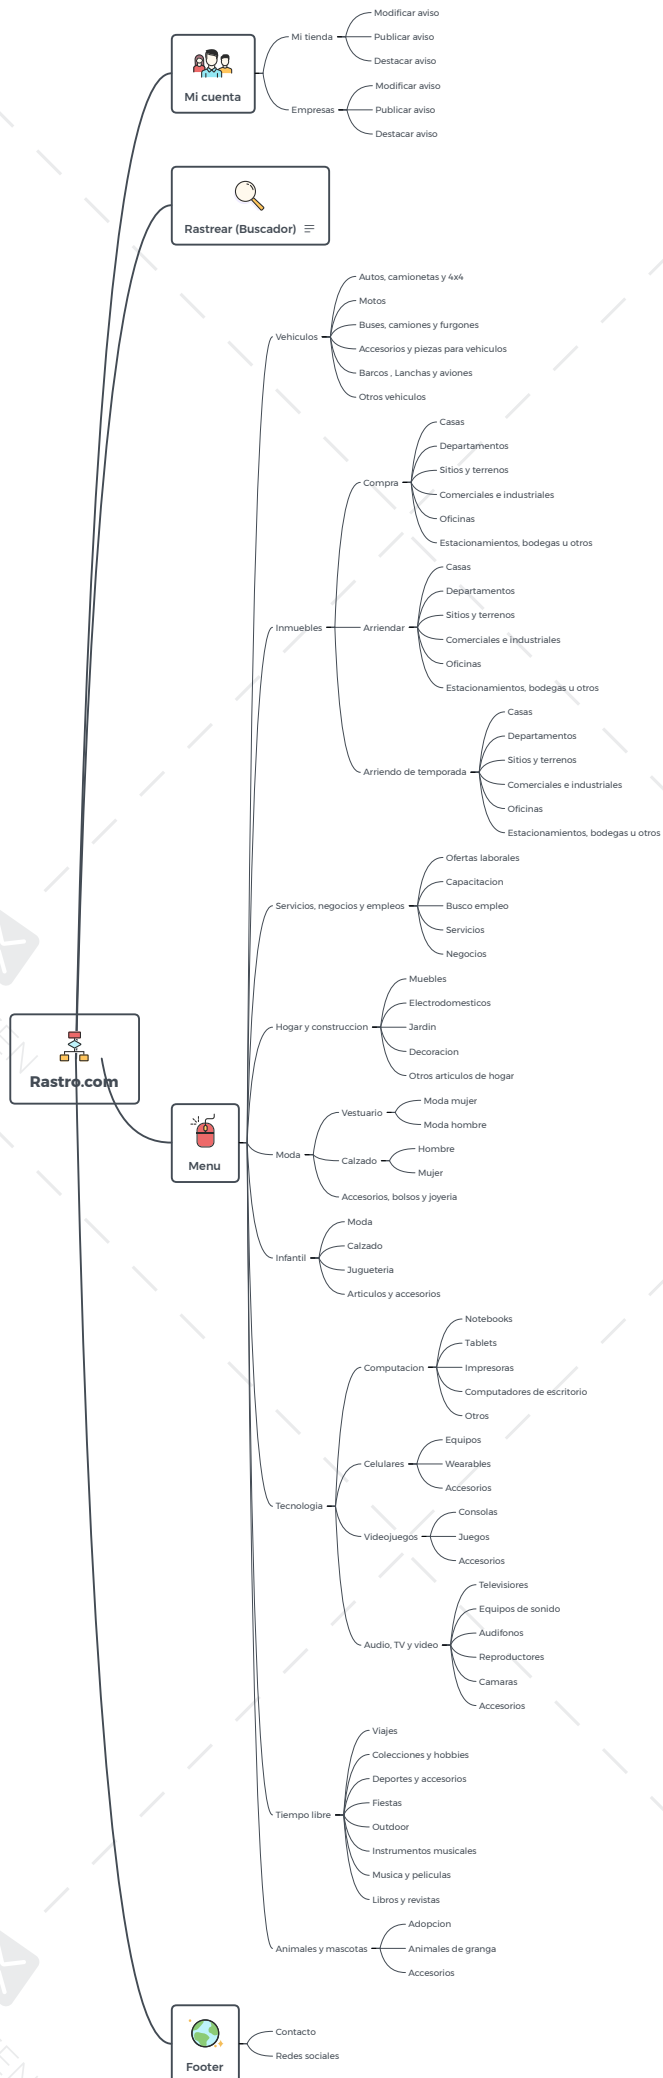 Modificar aviso
Mi tienda
Publicar aviso
Destacar aviso
Mi cuenta
Modificar aviso
Empresas
Publicar aviso
Destacar aviso
Rastrear (Buscador)
Autos, camionetas y 4x4
Motos
Buses, camiones y furgones
Vehiculos
Accesorios y piezas para vehiculos
Barcos , Lanchas y aviones
Otros vehiculos
Casas
Departamentos
Sitios y terrenos
Compra
Comerciales e industriales
Oficinas
Estacionamientos, bodegas u otros
Casas
Departamentos
Sitios y terrenos
Inmuebles
Arriendar
Comerciales e industriales
Oficinas
Estacionamientos, bodegas u otros
Casas
Departamentos
Sitios y terrenos
Arriendo de temporada
Comerciales e industriales
Oficinas
Estacionamientos, bodegas u otros
Ofertas laborales
Capacitacion
Servicios, negocios y empleos
Busco empleo
Servicios
Negocios
Muebles
Electrodomesticos
Hogar y construccion
Jardin
Decoracion
Otros articulos de hogar
Rastro.com
Moda mujer
Vestuario
Moda hombre
Menu
Moda
Hombre
Calzado
Mujer
Accesorios, bolsos y joyeria
Moda
Calzado
Infantil
Jugueteria
Articulos y accesorios
Notebooks
Tablets
Computacion
Impresoras
Computadores de escritorio
Otros
Equipos
Celulares
Wearables
Accesorios
Tecnologia
Consolas
Videojuegos
Juegos
Accesorios
Televisiores
Equipos de sonido
Audifonos
Audio, TV y video
Reproductores
Camaras
Accesorios
Viajes
Colecciones y hobbies
Deportes y accesorios
Fiestas
Tiempo libre
Outdoor
Instrumentos musicales
Musica y peliculas
Libros y revistas
Adopcion
Animales y mascotas
Animales de granga
Accesorios
Contacto
Footer
Redes sociales